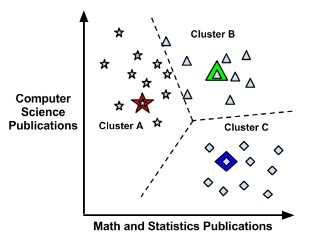 Cluster B
Computer
Science
Publications
Cluster A
Cluster C
Math and Statistics Publications